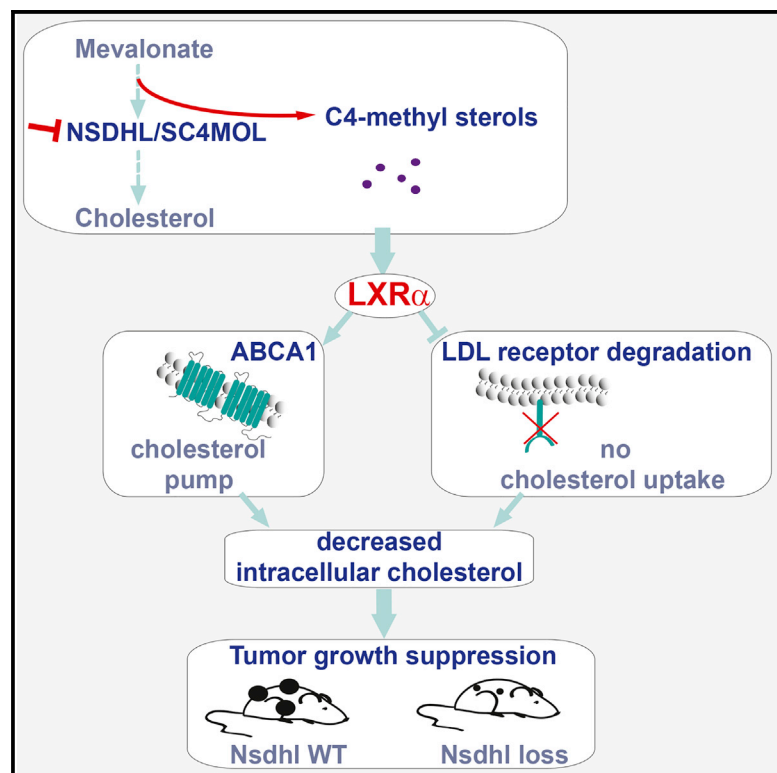 Mevalonate
NSDHL/SC4MOL
C4-methyl sterols
Cholesterol
LXRα
ABCA1
cholesterol
pump
LDL receptor degradation
no
cholesterol uptake
decreased
intracellular cholesterol
Tumor growth suppression
Nsdhl WT
Nsdhl loss